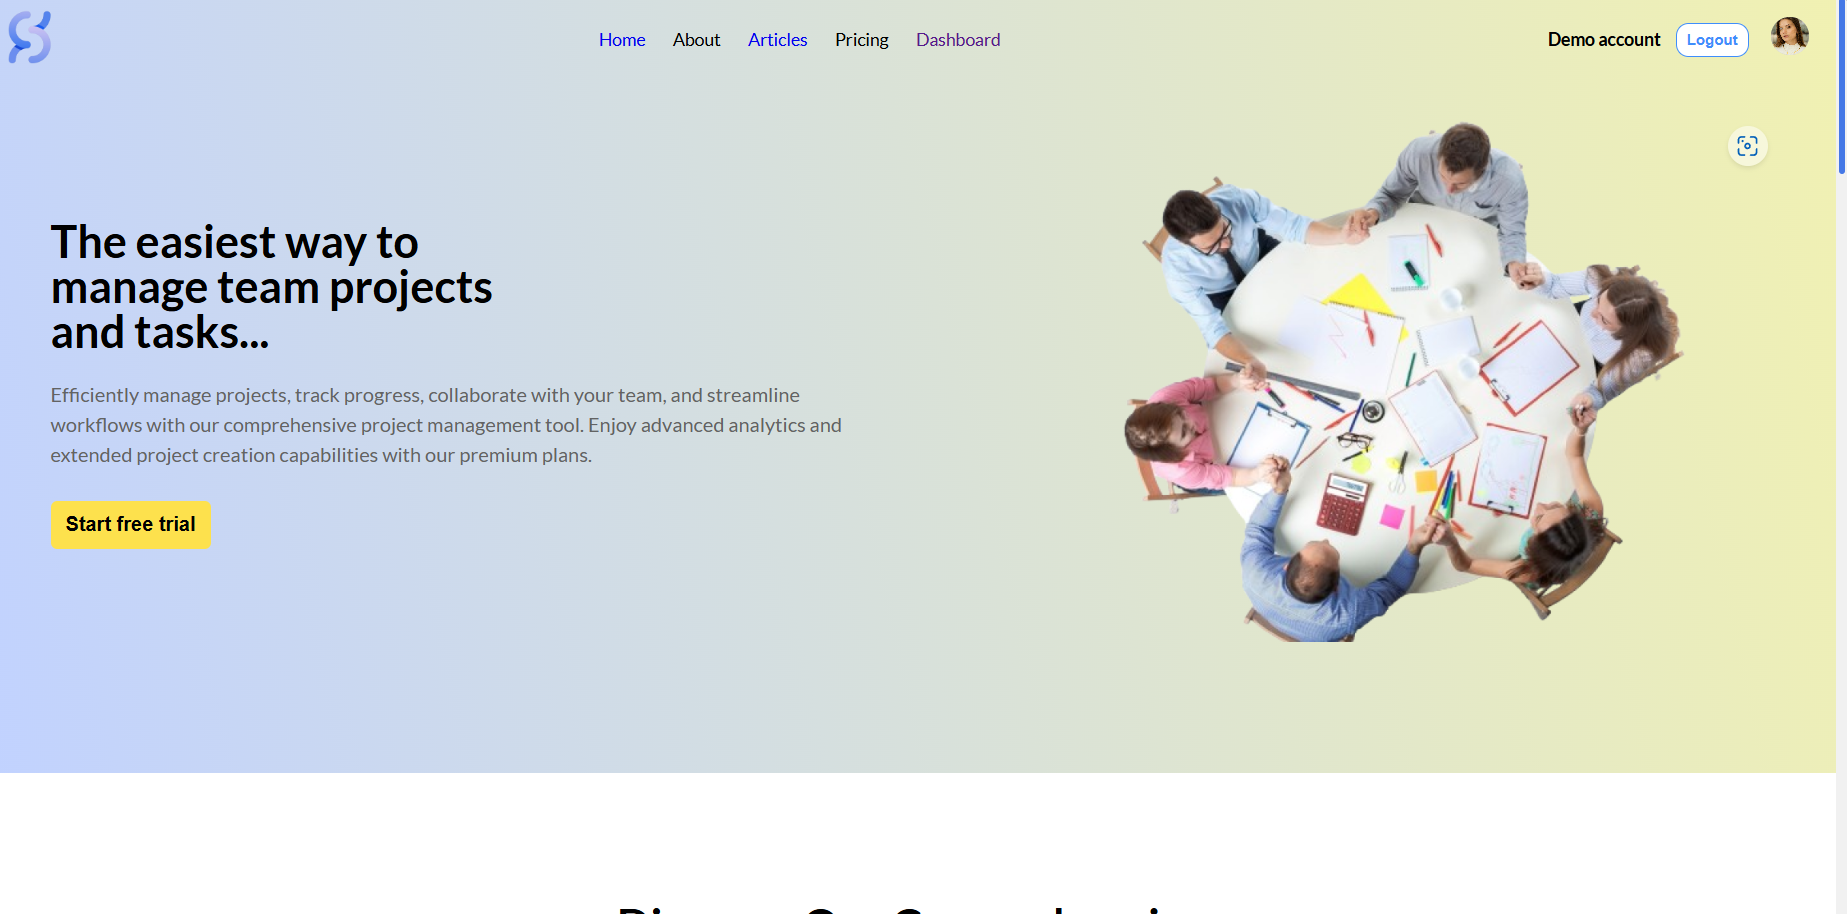 Home About Articles Pricing Dashboard
Demo account Logout
The easiest way to
manage team projects
and tasks...
Efficiently manage projects, track progress, collaborate with your team, and streamline
workflows with our comprehensive project management tool. Enjoy advanced analytics and
extended project creation capabilities with our premium plans.
Start free trial